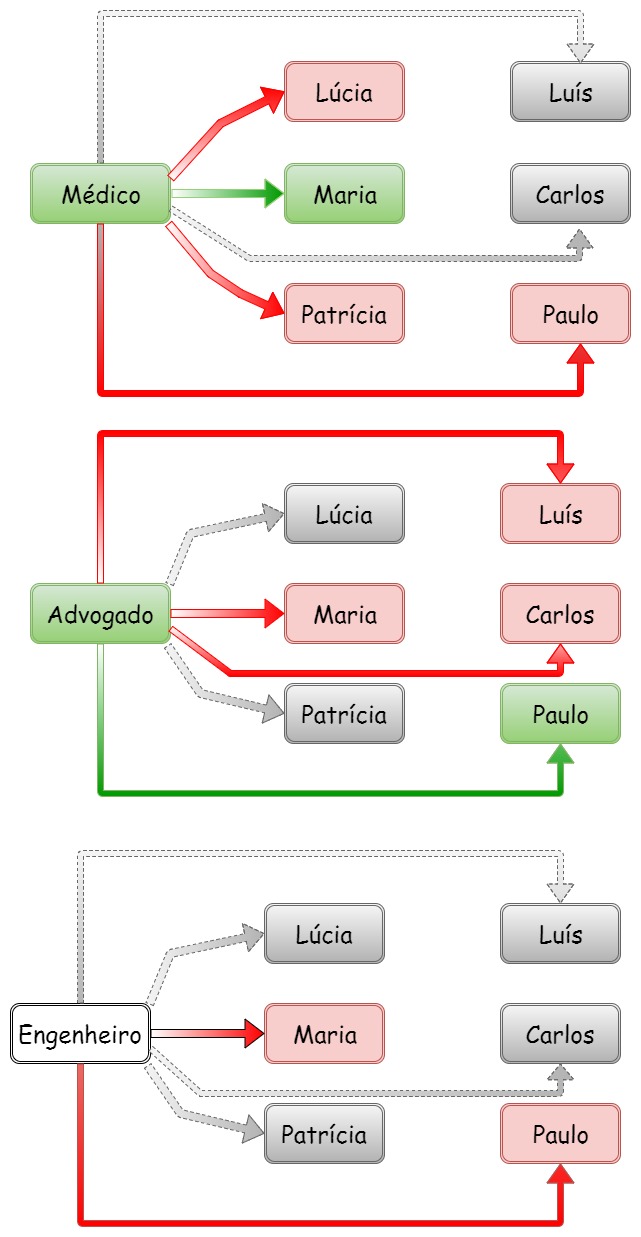 Lúcia
Luís
Médico
Maria
Carlos
Patrícia
Paulo
Lúcia
Luís
Advogado
Maria
Carlos
Patrícia
Paulo
Lúcia
Luís
Engenheiro
Maria
Carlos
Patrícia
Paulo